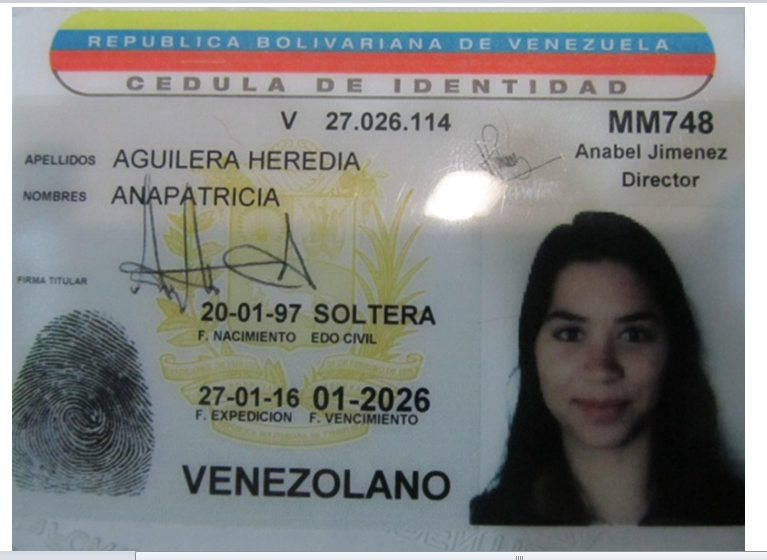 REPUBLICA BOLIVARIANA DE VENEZUELA
CEDULA DE IDENTIDAD
V 27.026.114
MM748
Anabel Jimenez
Director
APELLIDOS AGUILERA HEREDIA
NOMBRES ANAPATRICIA
FIRMA TITULAR
20-01-97 SOLTERA
F. NACIMIENTO EDO CIVIL
27-01-16 01-2026
F. EXPEDICION F. VENCIMIENTO
VENEZOLANO